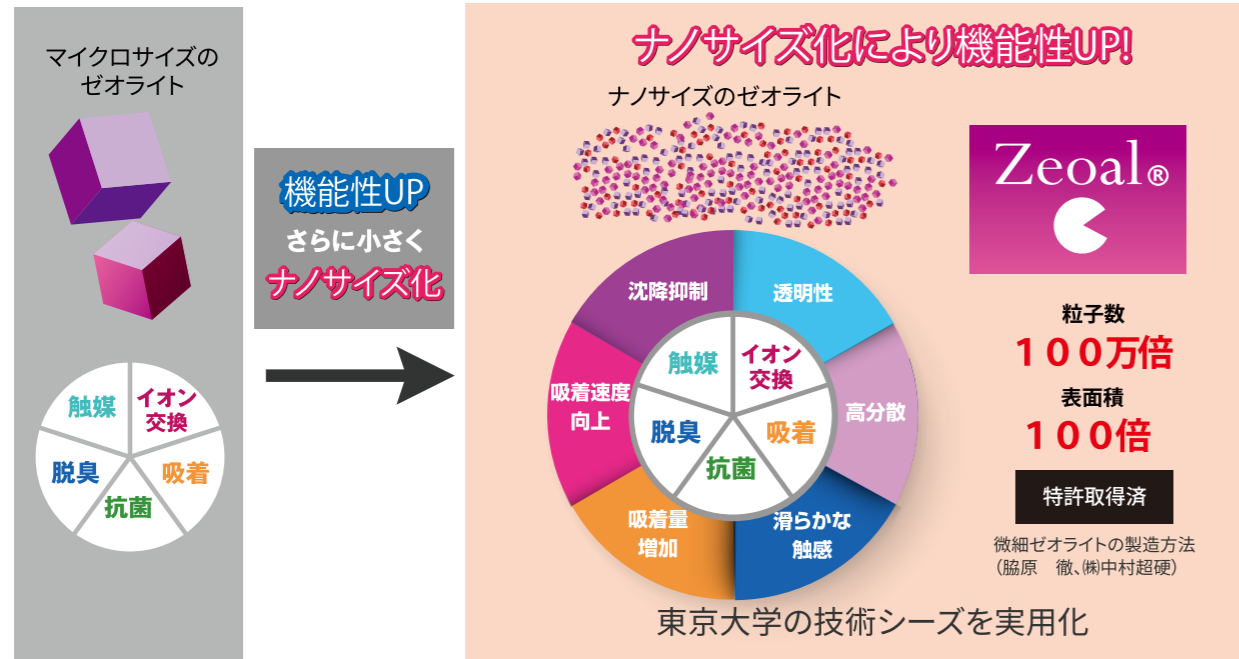 マイクロサイズの
ゼオライト
触媒
イオン
交換
脱臭
吸着
抗菌
機能性UP
さらに小さく
ナノサイズ化
ナノサイズ化により機能性UP!
ナノサイズのゼオライト
沈降抑制
透明性
吸着速度
向上
高分散
吸着量
増加
滑らかな
触感
触媒
イオン
交換
脱臭
吸着
抗菌
Zeoal®
粒子数
１００万倍
表面積
１００倍
特許取得済
微細ゼオライトの製造方法
（脇原　徹、㈱中村超硬）
東京大学の技術シーズを実用化